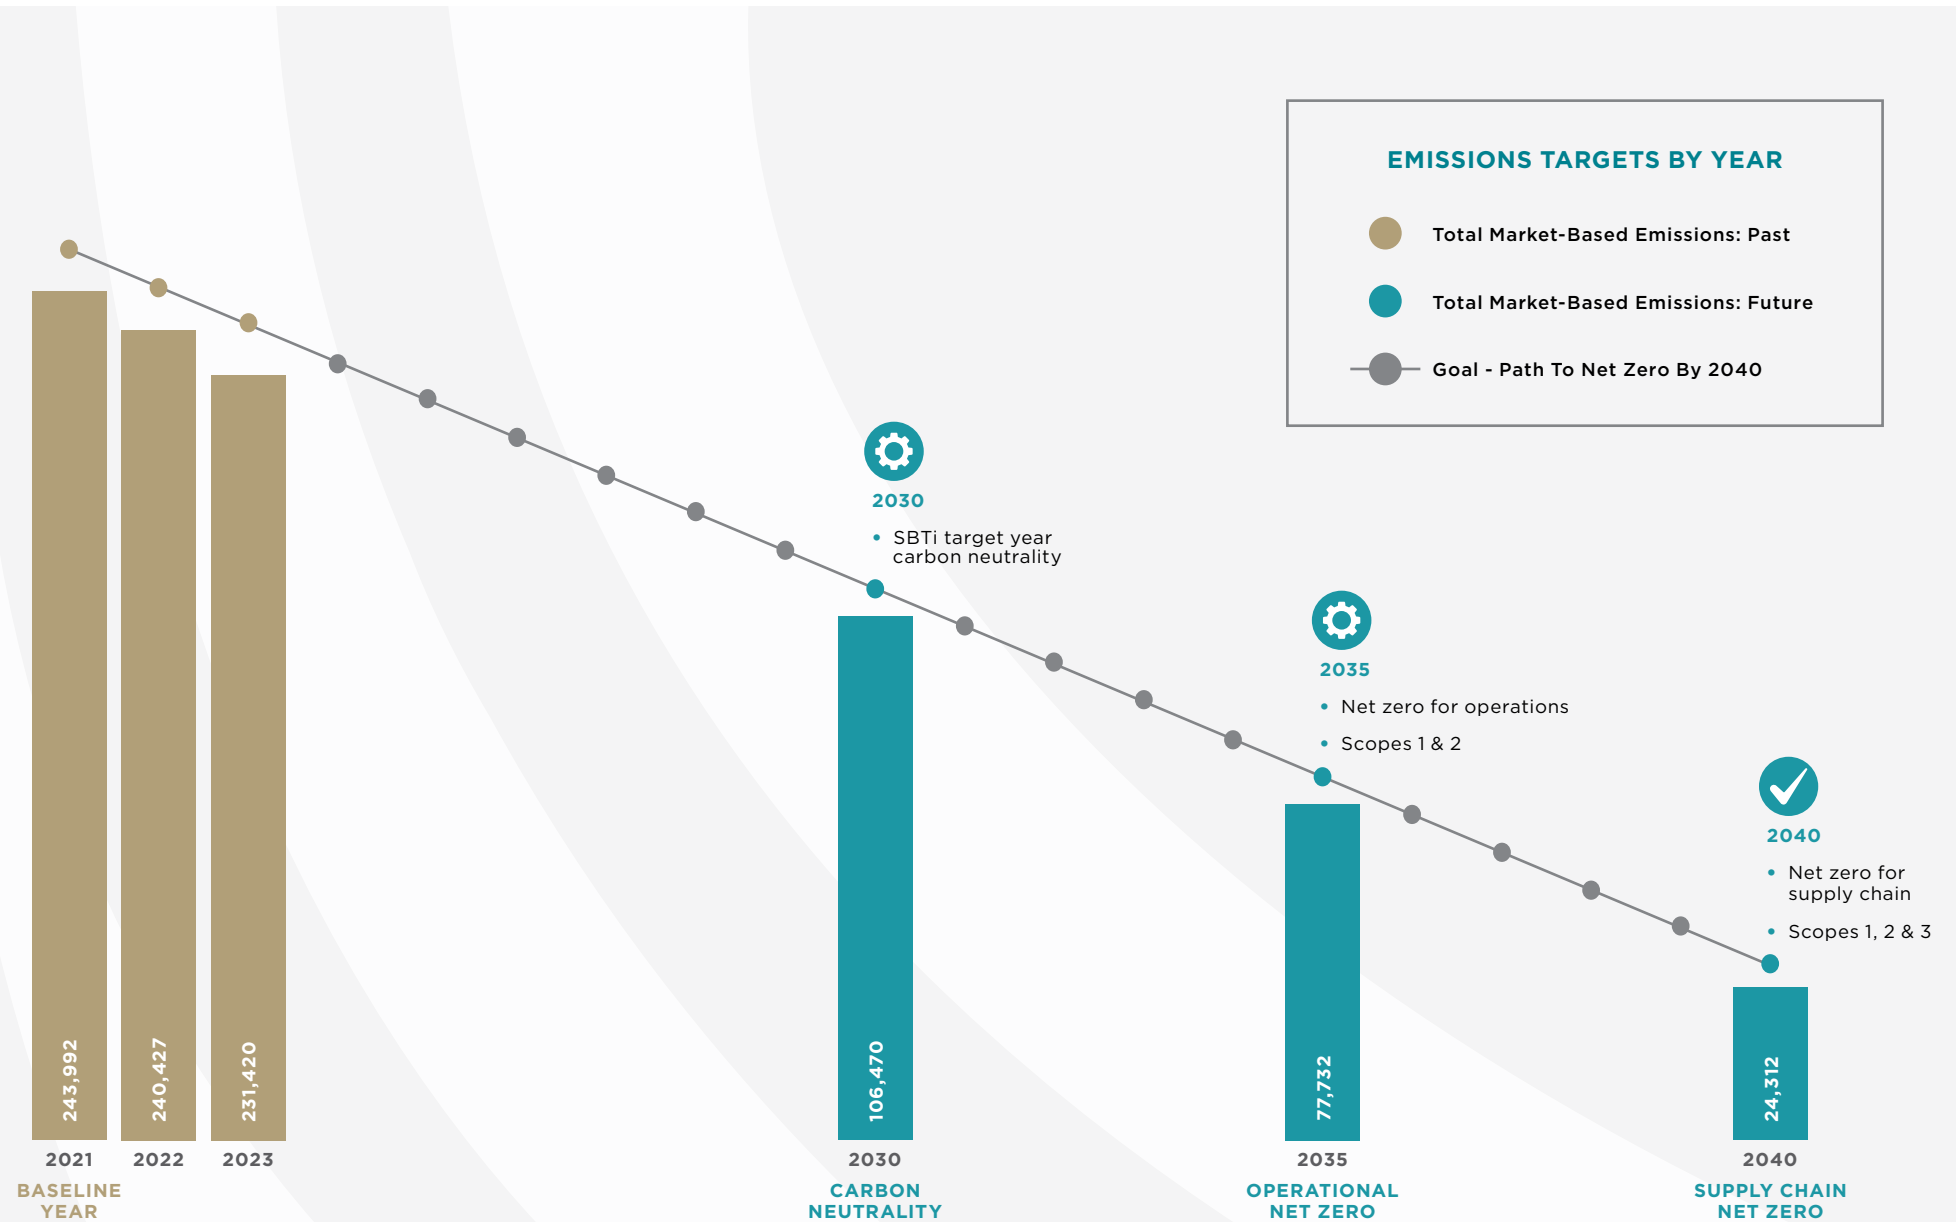 EMISSIONS TARGETS BY YEAR
Total Market-Based Emissions: Past
Total Market-Based Emissions: Future
Goal - Path To Net Zero By 2040
2030
• SBTi target year
carbon neutrality
2035
• Net zero for operations
• Scopes 1 & 2
2040
• Net zero for
supply chain
• Scopes 1, 2 & 3
243,992
240,427
231,420
106,470
77,732
24,312
2021
2022
2023
2030
2035
2040
BASELINE
YEAR
CARBON
NEUTRALITY
OPERATIONAL
NET ZERO
SUPPLY CHAIN
NET ZERO